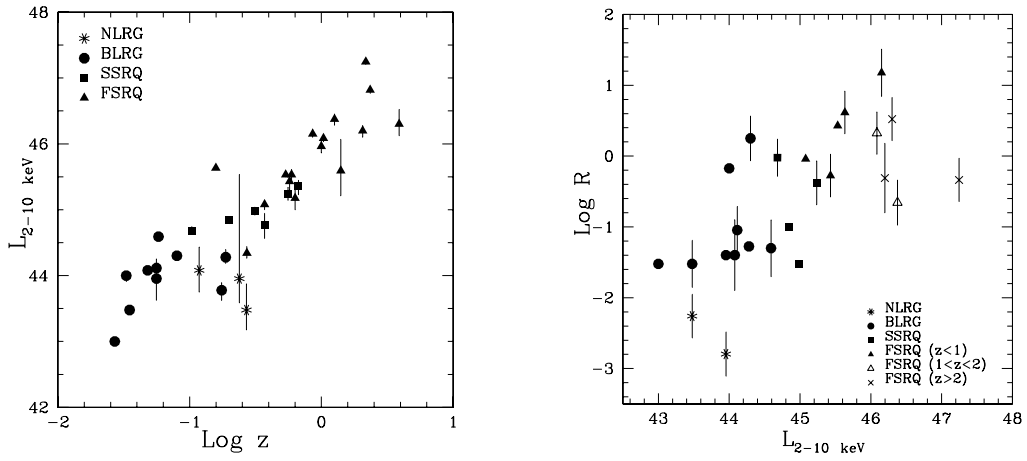 48
NLRG
BLRG
SSRQ
FSRQ
46
L2−10 keV
44
42
−2
−1
0
1
Log z
2
1
0
Log R
−1
−2
−3
NLRG
BLRG
SSRQ
FSRQ (z<1)
FSRQ (1<z<2)
FSRQ (z>2)
43
44
45
46
47
48
L2−10 keV